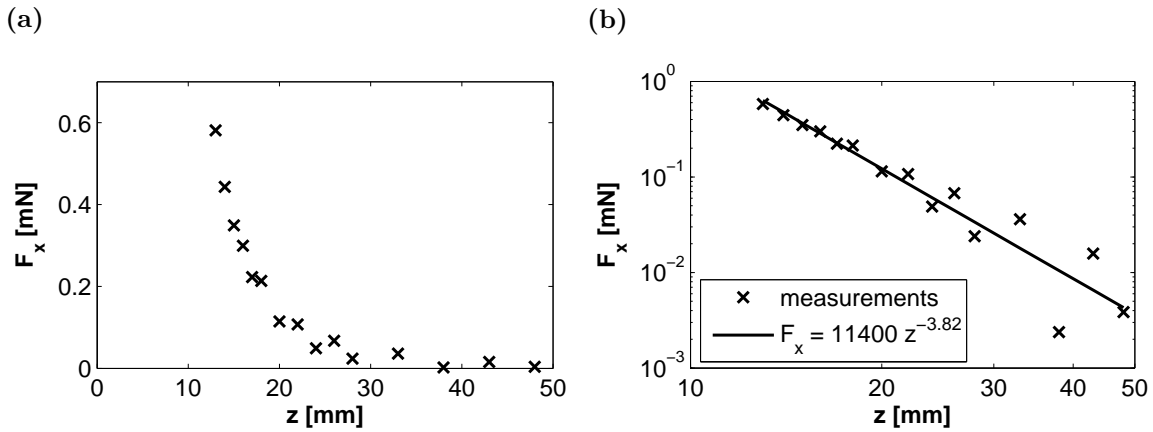 (a)
(b)
0.6
0.4
0.2
0
F_x [mN]
0 10 20 30 40 50
z [mm]
10^0
10^−1
10^−2
10^−3
F_x [mN]
measurements
F_x = 11400 z^−3.82
10 20 30 40 50
z [mm]